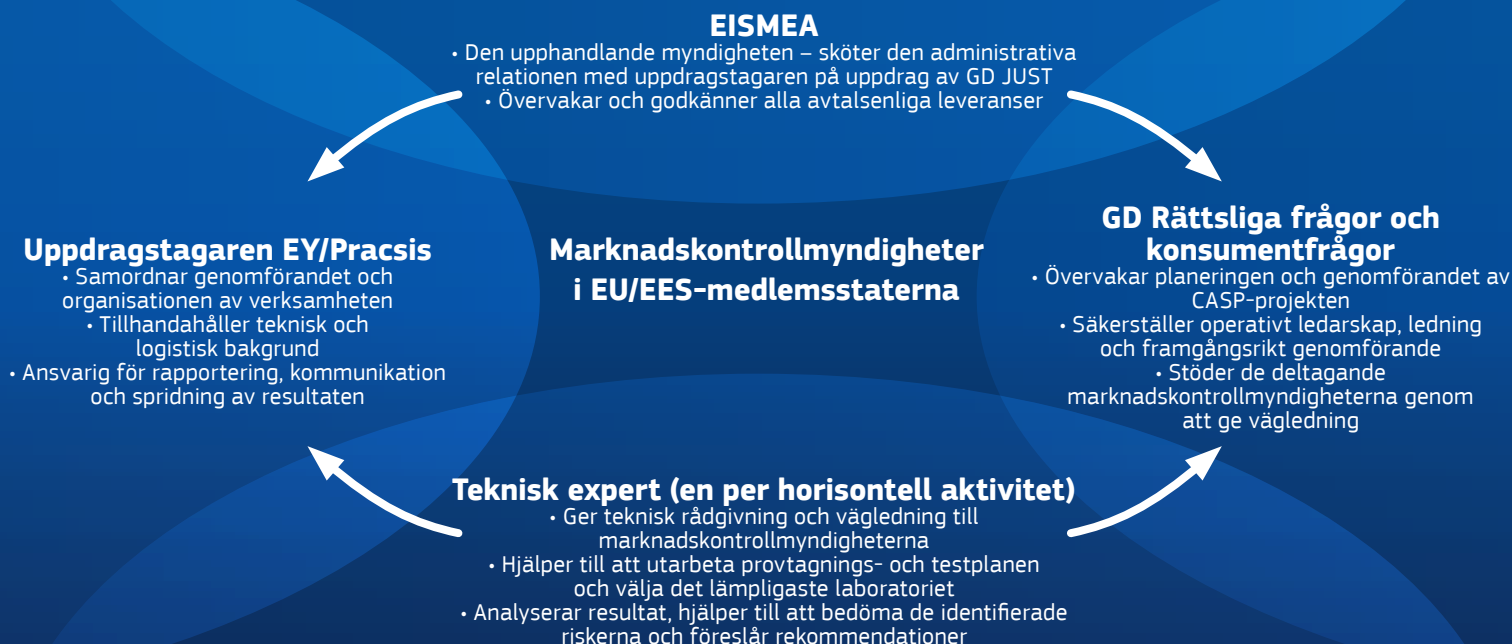 EISMEA
• Den upphandlande myndigheten – sköter den administrativa
relationen med uppdragstagaren på uppdrag av GD JUST
• Övervakar och godkänner alla avtalsenliga leveranser
Uppdragstagaren EY/Pracsis
• Samordnar genomförandet och
organisationen av verksamheten
• Tillhandahåller teknisk och
logistisk bakgrund
• Ansvarig för rapportering, kommunikation
och spridning av resultaten
Marknadskontrollmyndigheter
i EU/EES-medlemsstaterna
GD Rättsliga frågor och
konsumentfrågor
• Övervakar planeringen och genomförandet av
CASP-projekten
• Säkerställer operativt ledarskap, ledning
och framgångsrikt genomförande
• Stöder de deltagande
marknadskontrollmyndigheterna genom
att ge vägledning
Teknisk expert (en per horisontell aktivitet)
• Ger teknisk rådgivning och vägledning till
marknadskontrollmyndigheterna
• Hjälper till att utarbeta provtagnings- och testplanen
och välja det lämpligaste laboratoriet
• Analyserar resultat, hjälper till att bedöma de identifierade
riskerna och föreslår rekommendationer